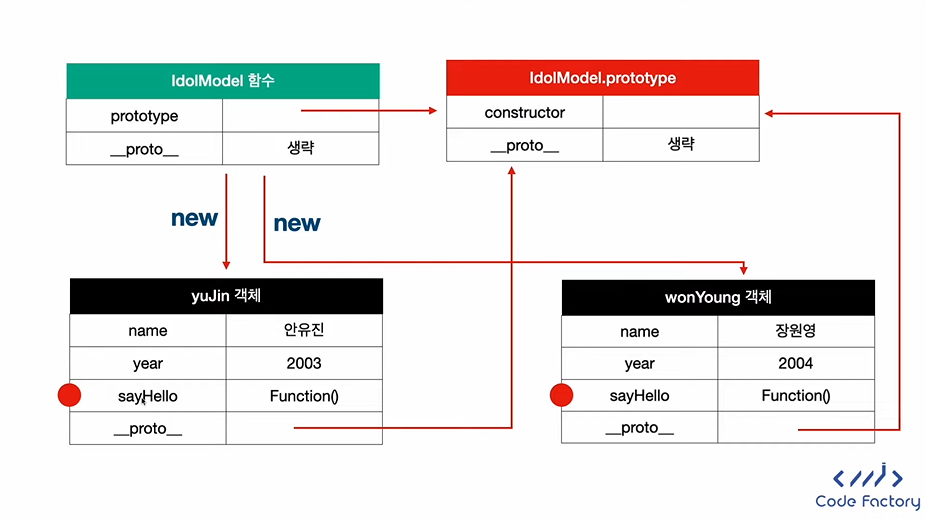 IdolModel 함수
prototype
__proto__ 생략
IdolModel.prototype
constructor
__proto__ 생략
new
new
yuJin 객체
name 안유진
year 2003
sayHello Function()
__proto__
wonYoung 객체
name 장원영
year 2004
sayHello Function()
__proto__
Code Factory